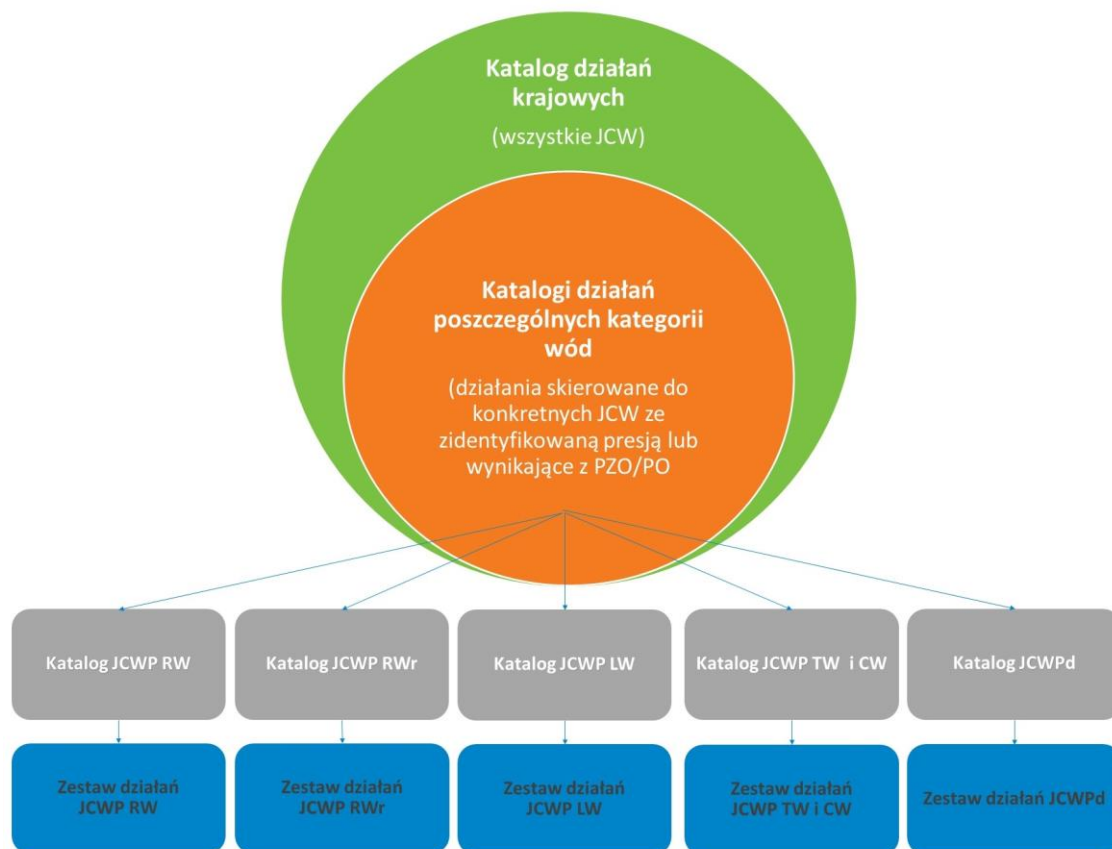 Katalog działań
krajowych
(wszystkie JCW)
Katalogi działań
poszczególnych kategorii
wód
(działania skierowane do
konkretnych JCW ze
zidentyfikowaną presją lub
wynikające z PZO/PO
Katalog JCWP RW
Katalog JCWP RWr
Katalog JCWP LW
Katalog JCWP TW i CW
Katalog JCWPd
Zestaw działań
JCWP RW
Zestaw działań
JCWP RWr
Zestaw działań
JCWP LW
Zestaw działań
JCWP TW i CW
Zestaw działań JCWPd